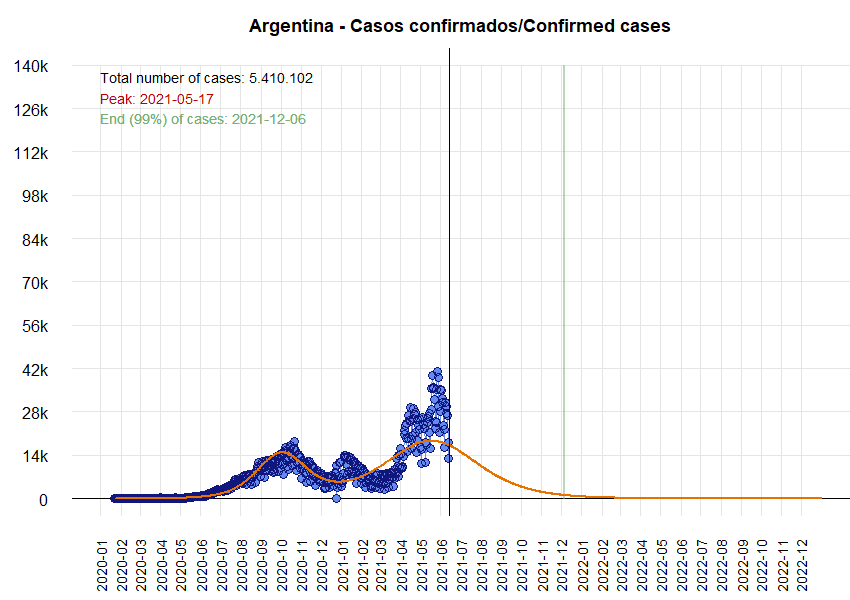 Argentina - Casos confirmados/Confirmed cases
140k
126k
112k
98k
84k
70k
56k
42k
28k
14k
0
Total number of cases: 5.410.102
Peak: 2021-05-17
End (99%) of cases: 2021-12-06
2020-01
2020-02
2020-03
2020-04
2020-05
2020-06
2020-07
2020-08
2020-09
2020-10
2020-11
2020-12
2021-01
2021-02
2021-03
2021-04
2021-05
2021-06
2021-07
2021-08
2021-09
2021-10
2021-11
2021-12
2022-01
2022-02
2022-03
2022-04
2022-05
2022-06
2022-07
2022-08
2022-09
2022-10
2022-11
2022-12